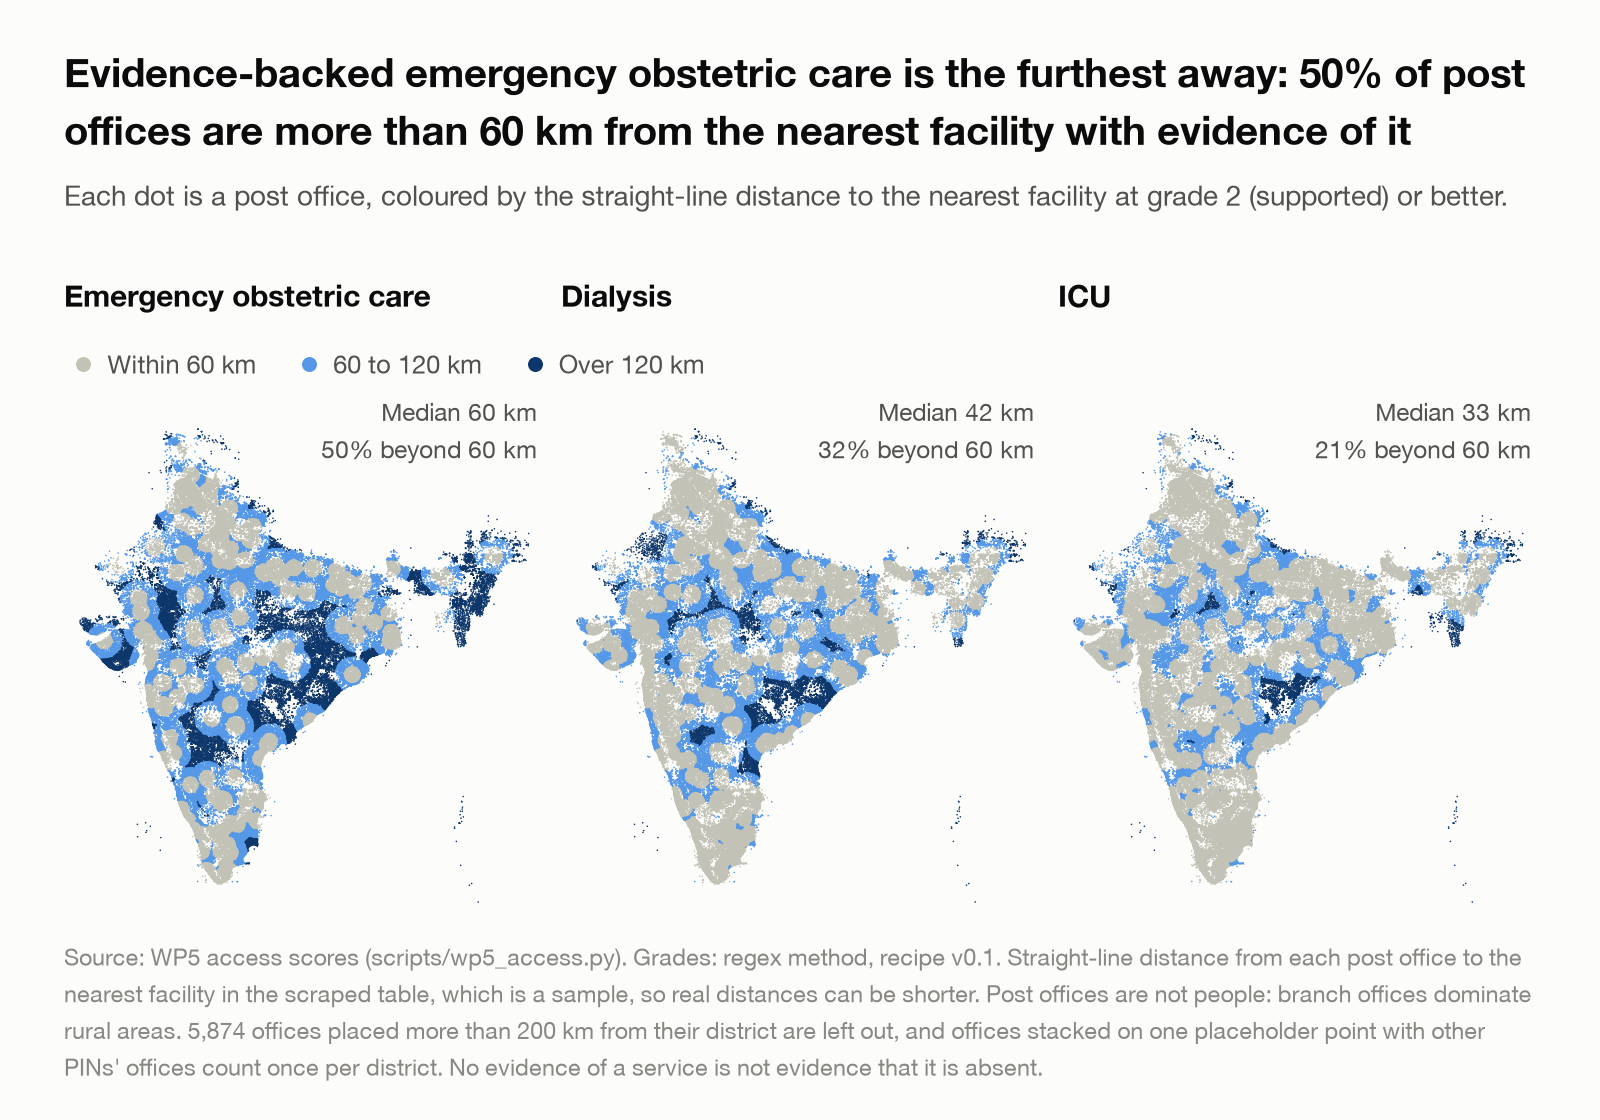 Evidence-backed emergency obstetric care is the furthest away: 50% of post
offices are more than 60 km from the nearest facility with evidence of it
Each dot is a post office, coloured by the straight-line distance to the nearest facility at grade 2 (supported) or better.
Emergency obstetric care
Dialysis
ICU
Within 60 km
60 to 120 km
Over 120 km
Median 60 km
50% beyond 60 km
Median 42 km
32% beyond 60 km
Median 33 km
21% beyond 60 km
Source: WP5 access scores (scripts/wp5_access.py). Grades: regex method, recipe v0.1. Straight-line distance from each post office to the
nearest facility in the scraped table, which is a sample, so real distances can be shorter. Post offices are not people: branch offices dominate
rural areas. 5,874 offices placed more than 200 km from their district are left out, and offices stacked on one placeholder point with other
PINs' offices count once per district. No evidence of a service is not evidence that it is absent.